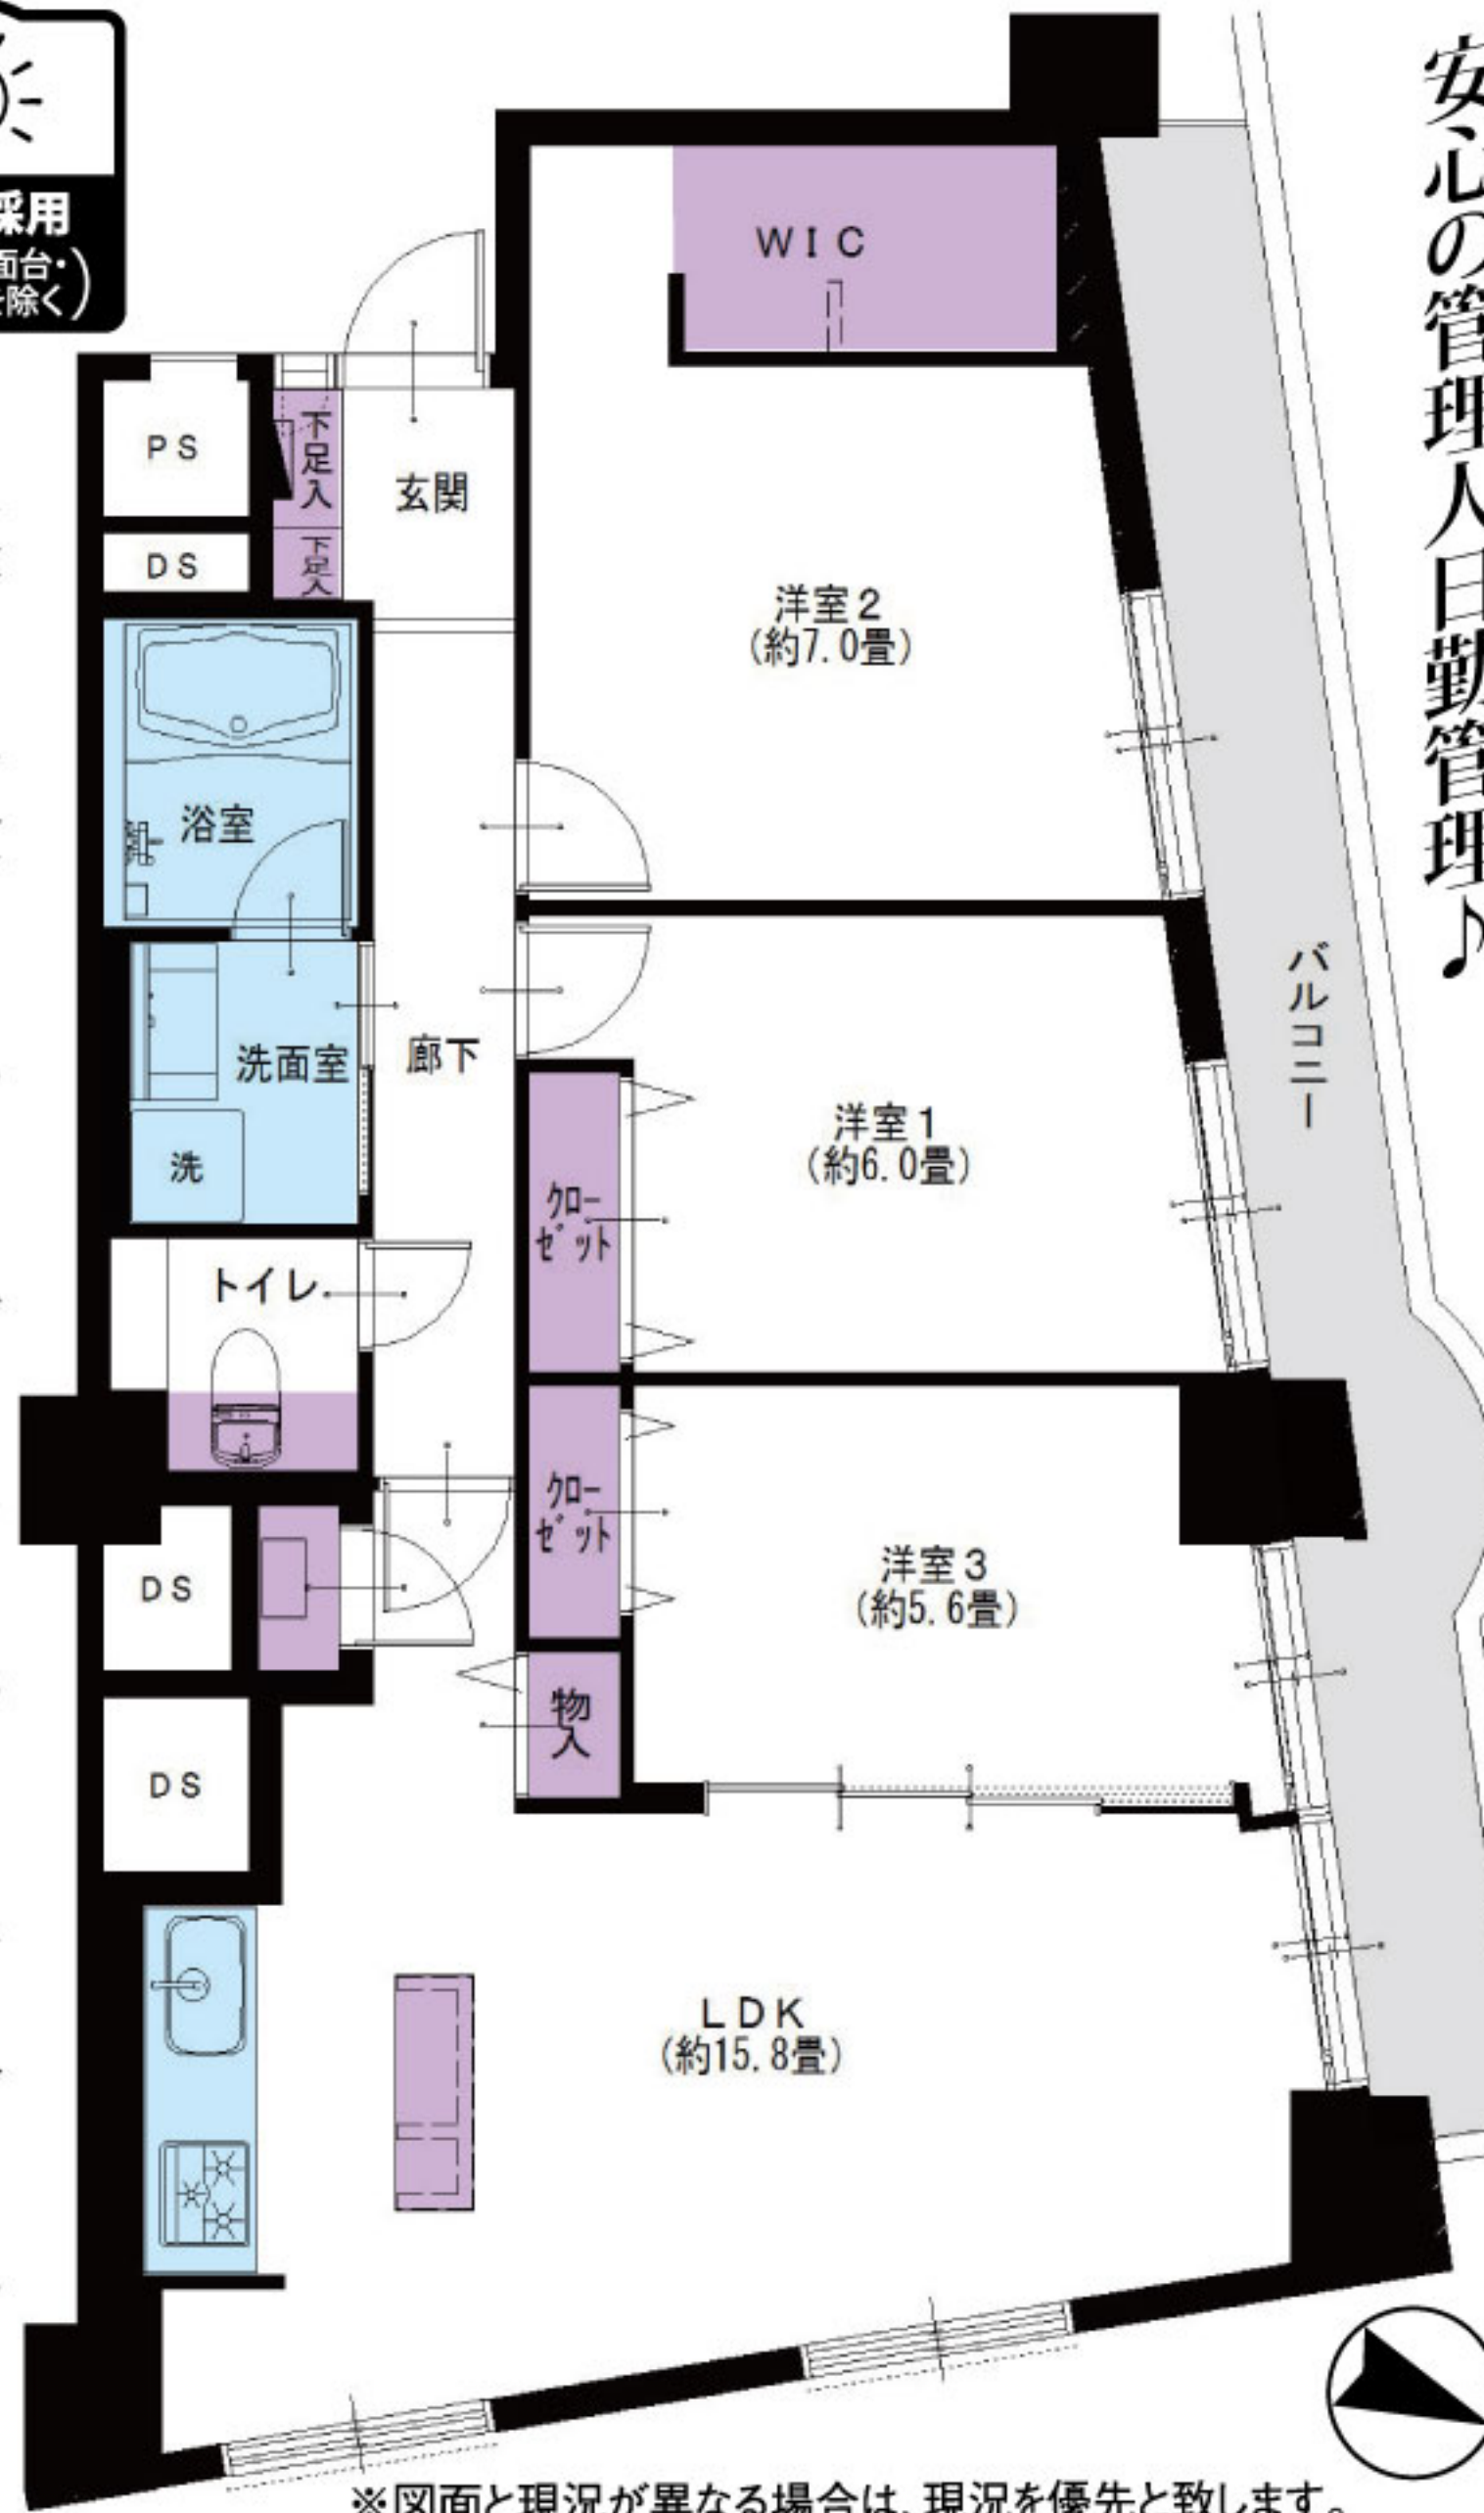 採用
面台・
除く)
安心の管理人日勤管理♪
WIC
PS
下足入
玄関
DS
下足入
洋室2
(約7.0畳)
浴室
バルコニー
洗面室
廊下
洋室1
(約6.0畳)
洗
クローゼット
トイレ
クローゼット
洋室3
(約5.6畳)
DS
物入
DS
LDK
(約15.8畳)
※図面と現況が異なる場合は、現況を優先と致します。